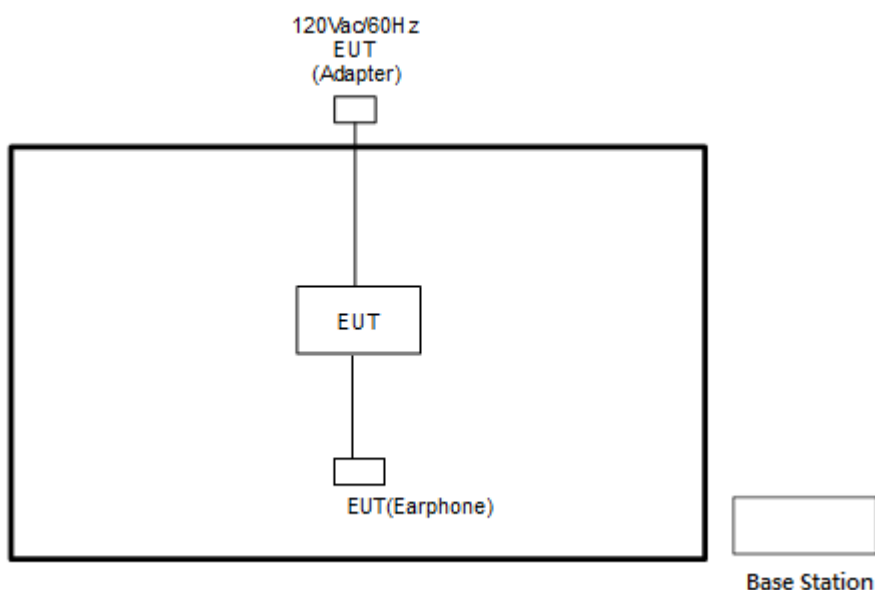 120Vac/60Hz
EUT
(Adapter)
EUT
EUT(Earphone)
Base Station